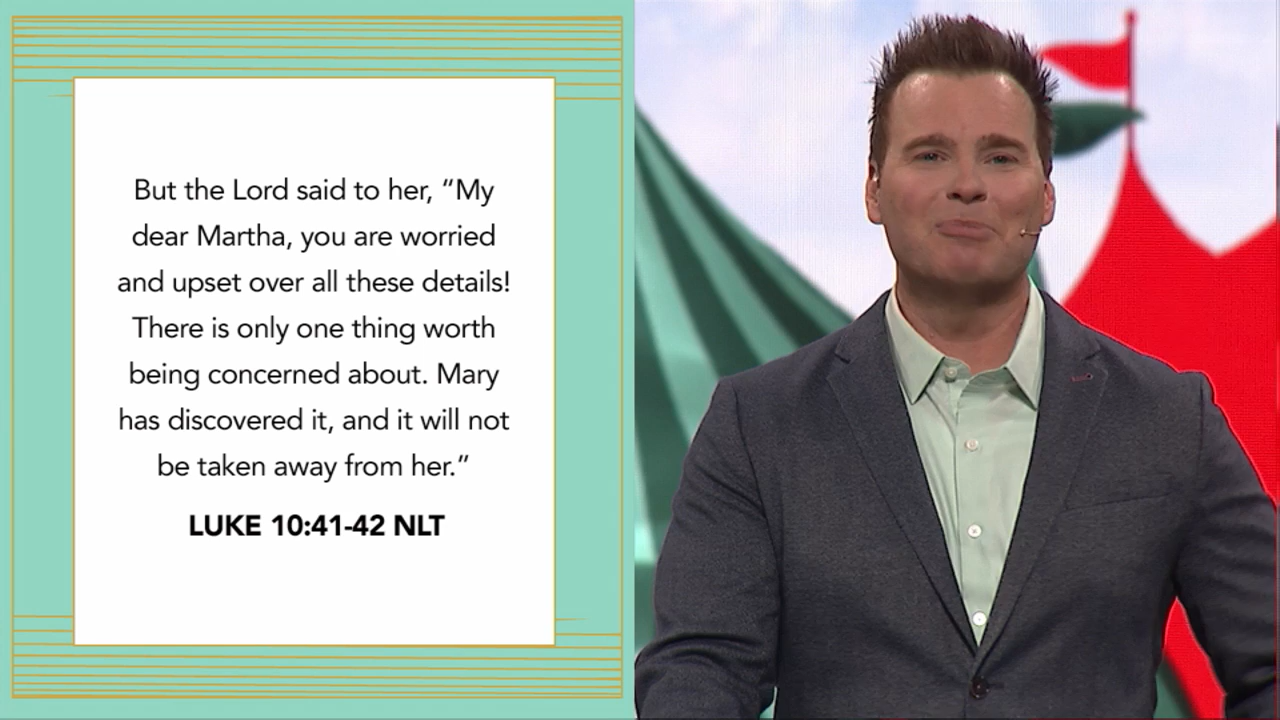 But the Lord said to her, “My
dear Martha, you are worried
and upset over all these details!
There is only one thing worth
being concerned about. Mary
has discovered it, and it will not
be taken away from her.”
LUKE 10:41-42 NLT